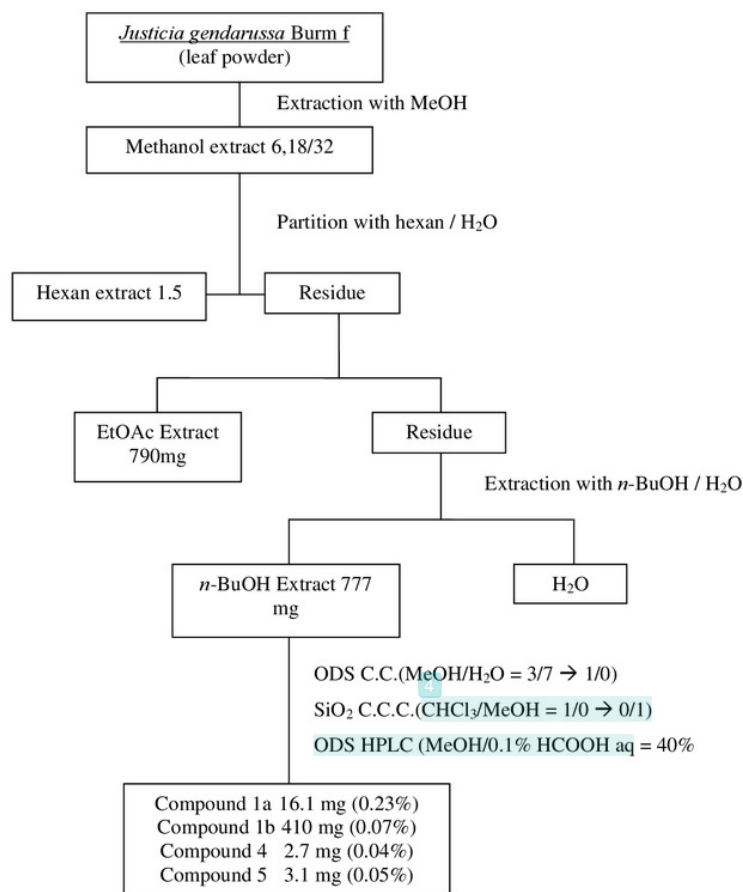 Justicia gendarussa Burm f
(leaf powder)
Extraction with MeOH
Methanol extract 6,18/32
Partition with hexan / H₂O
Hexan extract 1.5
Residue
EtOAc Extract
790mg
Residue
Extraction with n-BuOH / H₂O
n-BuOH Extract 777
mg
H₂O
ODS C.C.(MeOH/H₂O = 3/7 → 1/0)
4
SiO₂ C.C.C.(CHCl₃/MeOH = 1/0 → 0/1)
ODS HPLC (MeOH/0.1% HCOOH aq = 40%
Compound 1a 16.1 mg (0.23%)
Compound 1b 410 mg (0.07%)
Compound 4 2.7 mg (0.04%)
Compound 5 3.1 mg (0.05%)